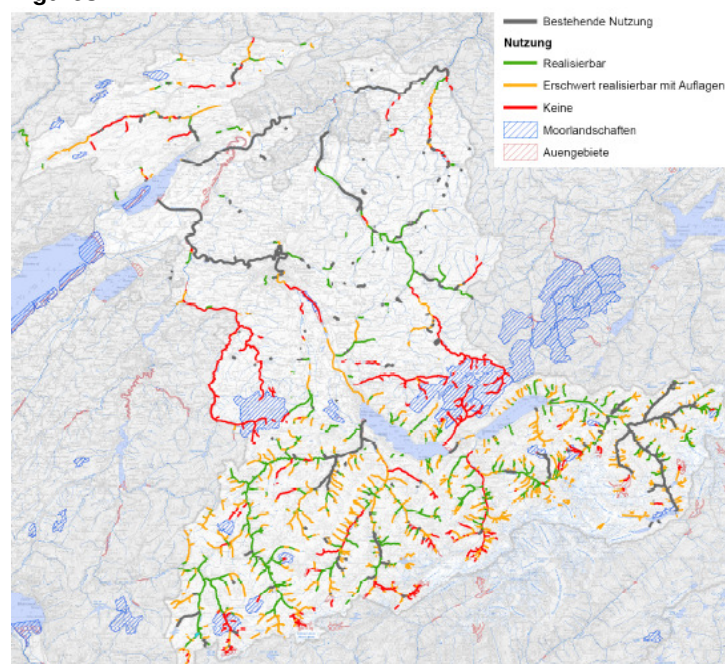 Bestehende Nutzung
Nutzung
Realisierbar
Erschwert realisierbar mit Auflagen
Keine
Moorlandschaften
Auengebiete